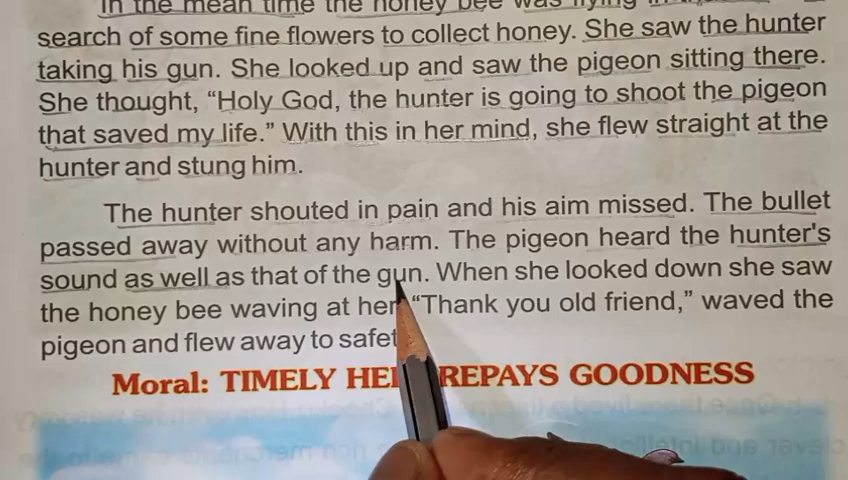 In the mean time the honey bee was flying in
search of some fine flowers to collect honey. She saw the hunter
taking his gun. She looked up and saw the pigeon sitting there.
She thought, “Holy God, the hunter is going to shoot the pigeon
that saved my life.” With this in her mind, she flew straight at the
hunter and stung him.
The hunter shouted in pain and his aim missed. The bullet
passed away without any harm. The pigeon heard the hunter's
sound as well as that of the gun. When she looked down she saw
the honey bee waving at her “Thank you old friend,” waved the
pigeon and flew away to safet
Moral: TIMELY HEL REPAYS GOODNESS